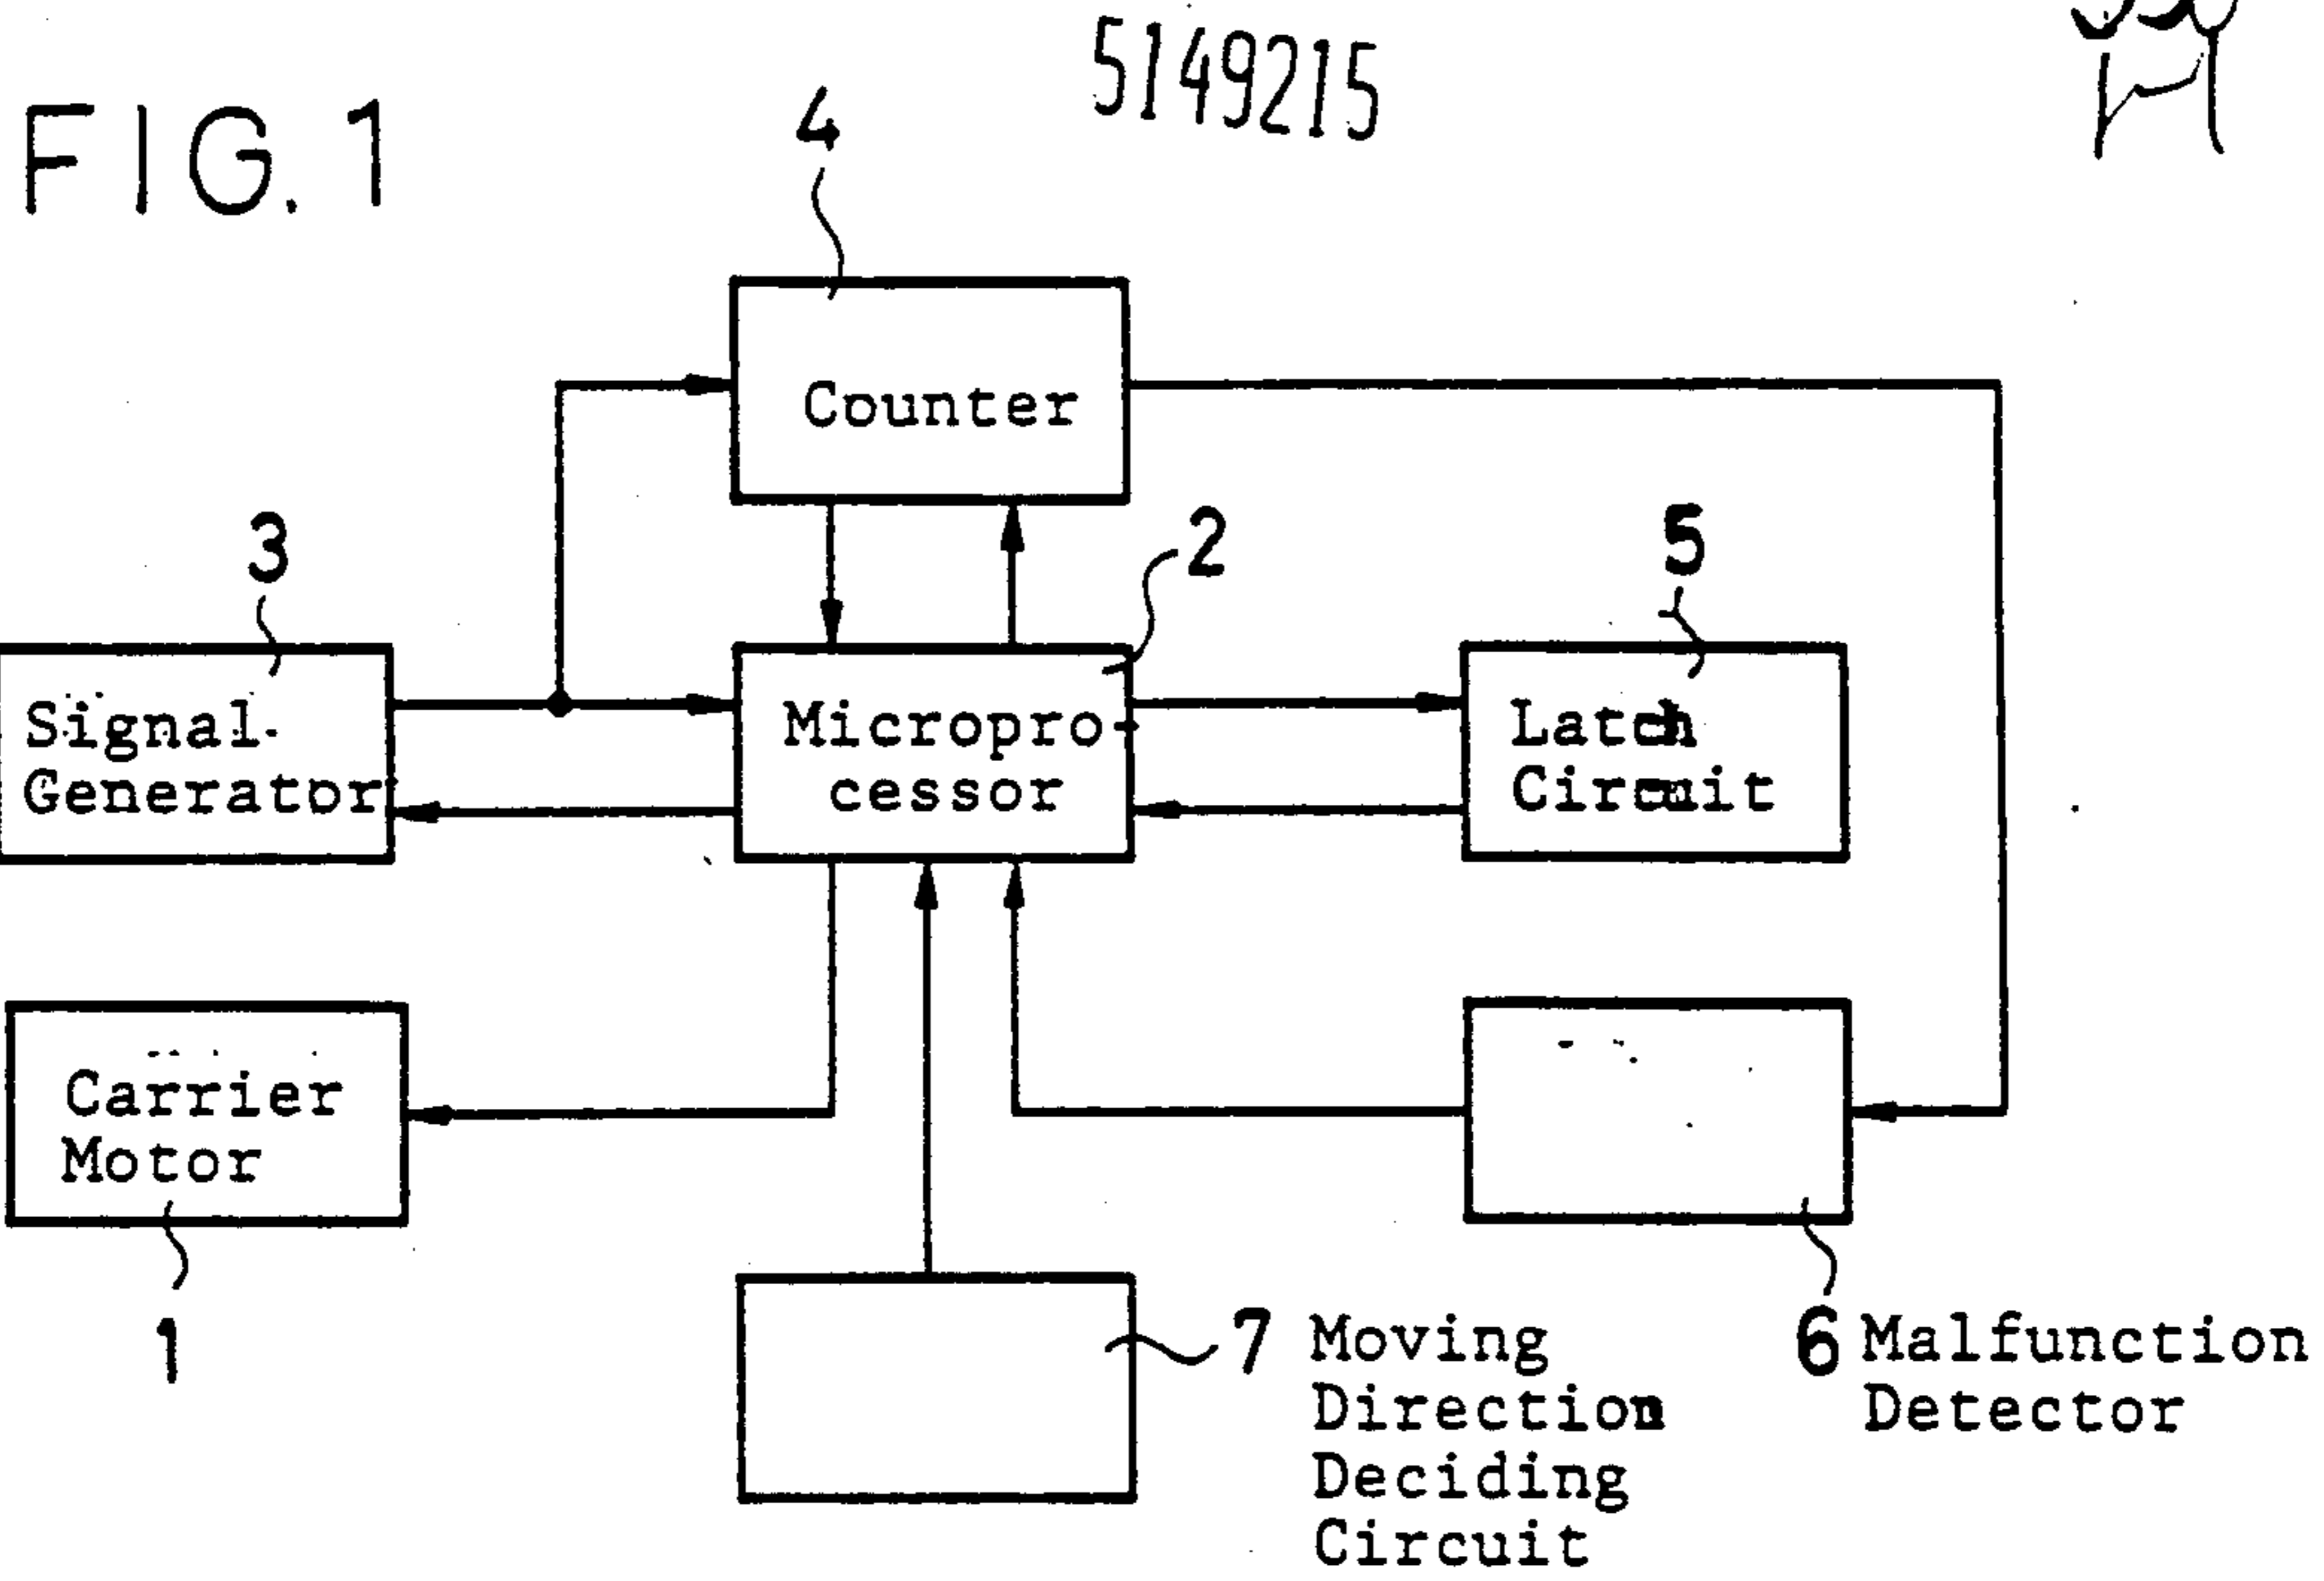 5149215
FIG. 1
4
Counter
3
2
5
Signal
Generator
Micropro-
cessor
Latch
Circuit
Carrier
Motor
1
7 Moving
Direction
Deciding
Circuit
6 Malfunction
Detector